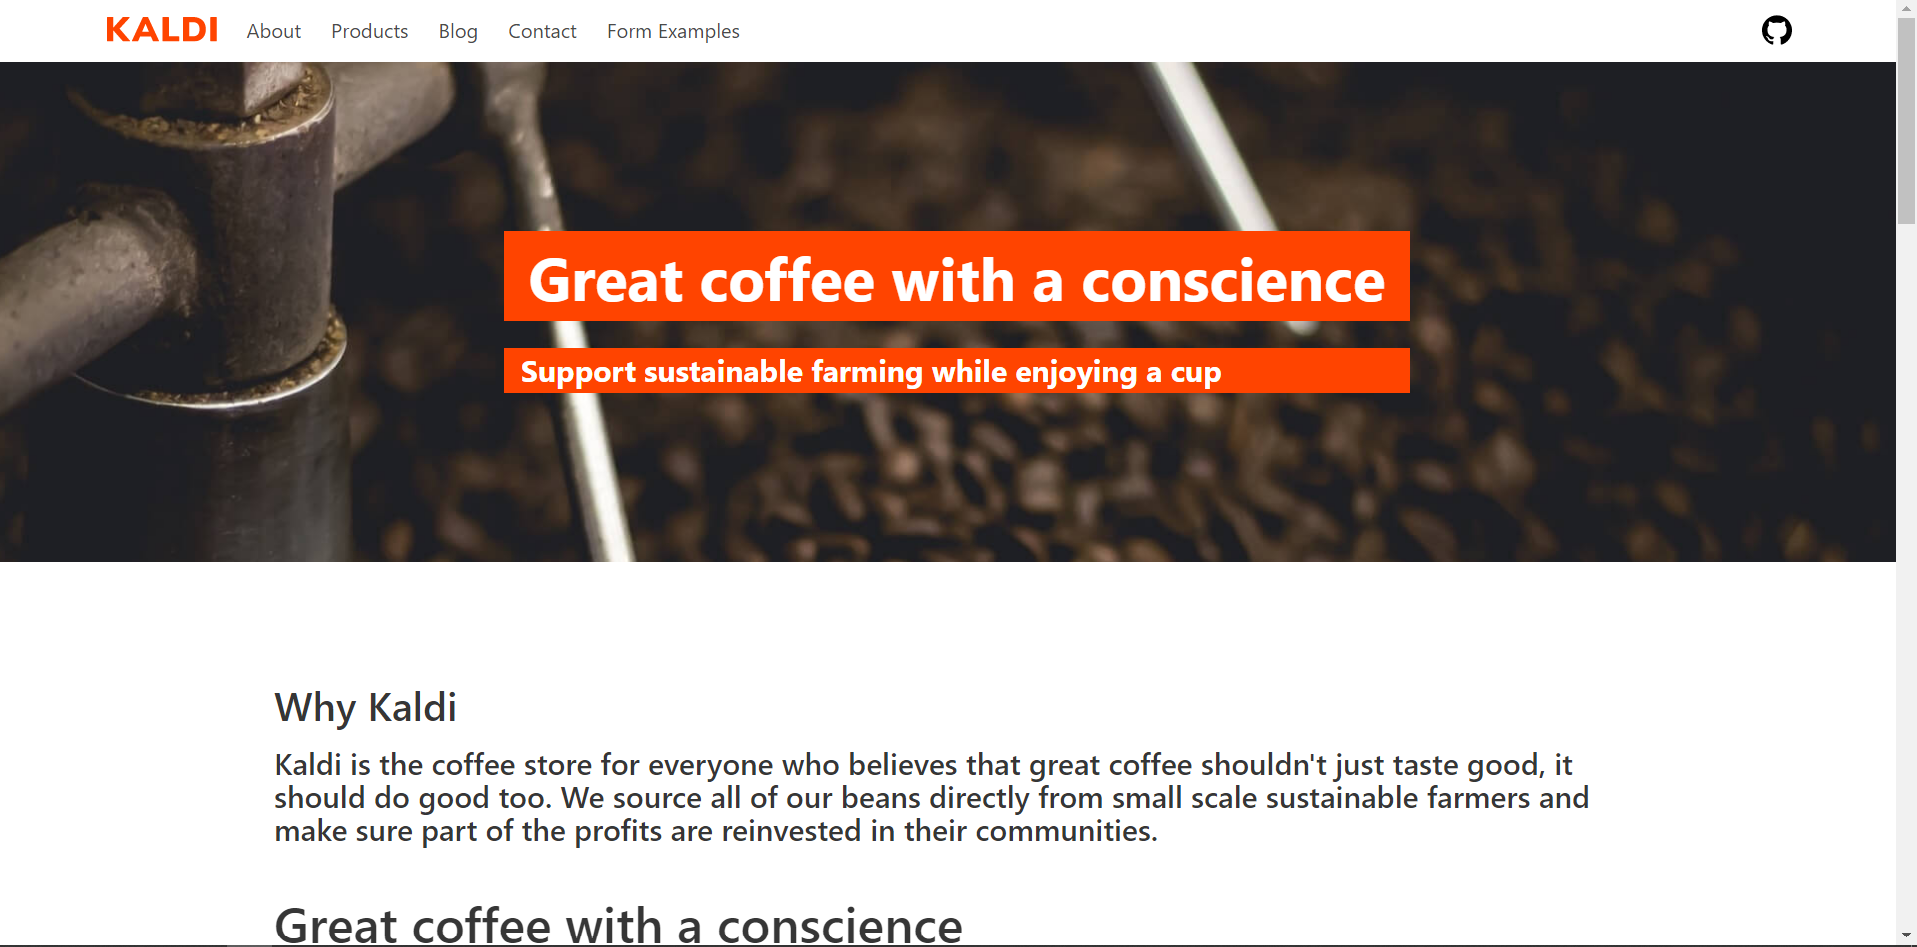 KALDI About Products Blog Contact Form Examples
Great coffee with a conscience
Support sustainable farming while enjoying a cup
Why Kaldi
Kaldi is the coffee store for everyone who believes that great coffee shouldn't just taste good, it
should do good too. We source all of our beans directly from small scale sustainable farmers and
make sure part of the profits are reinvested in their communities.
Great coffee with a conscience